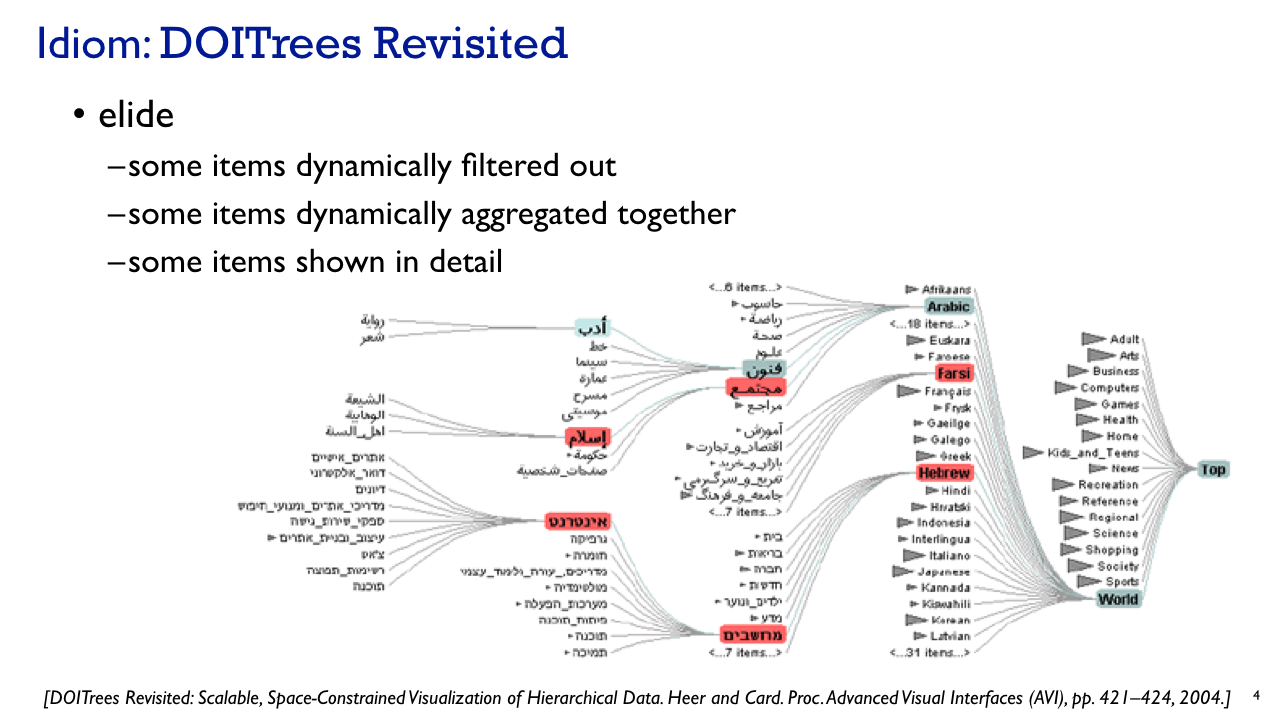 Idiom: DOITrees Revisited
• elide
–some items dynamically filtered out
–some items dynamically aggregated together
–some items shown in detail
<...6 items...>
حاسوب
رياضة
صحة
علوم
فنون
مجتمع
مراجع
آموزش
اقتصاد_و_تجارت
بازار_و_خرید
تفریح_و_سرگرمی
جامعه_و_فرهنگ
<...7 items...>
בית
בריאות
חברה
חדשות
ילדים_ונוער
מדע
מחשבים
<...7 items...>
أدب
خط
سينما
عمارة
مسرح
موسيقى
إسلام
حكومة
صفحات_شخصية
אינטרנט
גרפיקה
חומרה
מדריכים,_עזרה_ולימוד_עצמי
מולטימדיה
מערכות_הפעלה
פיתוח_תוכנה
תוכנה
תמיכה
رواية
شعر
الشيعة
الوهابية
اهل_السنة
אתרים_אישיים
דואר_אלקטרוני
דיונים
מדריכי_אתרים_ומנועי_חיפוש
ספקי_שירות_גישה
עיצוב_ובניית_אתרים
צ'אט
רשימות_תפוצה
תוכנה
Afrikaans
Arabic
<...18 items...>
Euskara
Faroese
Farsi
Français
Frysk
Gaeilge
Galego
Greek
Hebrew
Hindi
Hrvatski
Indonesia
Interlingua
Italiano
Japanese
Kannada
Kiswahili
Korean
Latvian
<...31 items...>
Adult
Arts
Business
Computers
Games
Health
Home
Kids_and_Teens
News
Recreation
Reference
Regional
Science
Shopping
Society
Sports
World
Top
[DOITrees Revisited: Scalable, Space-Constrained Visualization of Hierarchical Data. Heer and Card. Proc. Advanced Visual Interfaces (AVI), pp. 421–424, 2004.]
4